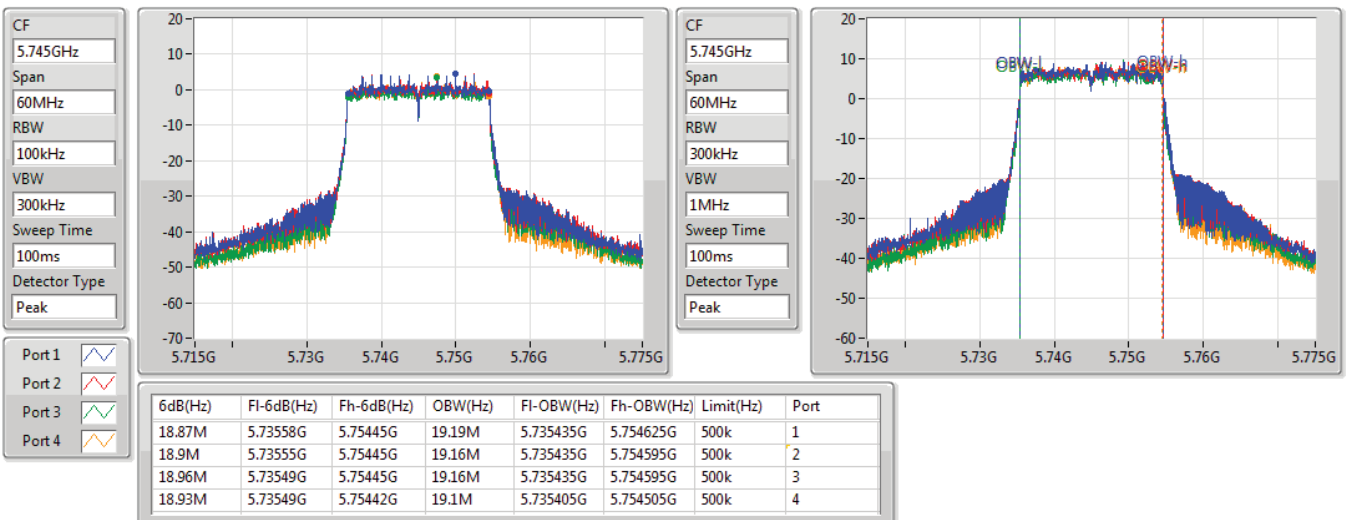 CF
5.745GHz
Span
60MHz
RBW
100kHz
VBW
300kHz
Sweep Time
100ms
Detector Type
Peak
20
10
0
-10
-20
-30
-40
-50
-60
-70
5.715G 5.73G 5.74G 5.75G 5.76G 5.775G
CF
5.745GHz
Span
60MHz
RBW
300kHz
VBW
1MHz
Sweep Time
100ms
Detector Type
Peak
20
10
0
-10
-20
-30
-40
-50
-60
OBW-l OBW-h
5.715G 5.73G 5.74G 5.75G 5.76G 5.775G
Port 1
Port 2
Port 3
Port 4
6dB(Hz) Fl-6dB(Hz) Fh-6dB(Hz) OBW(Hz) Fl-OBW(Hz) Fh-OBW(Hz) Limit(Hz) Port
18.87M 5.73558G 5.75445G 19.19M 5.735435G 5.754625G 500k 1
18.9M 5.73555G 5.75445G 19.16M 5.735435G 5.754595G 500k 2
18.96M 5.73549G 5.75445G 19.16M 5.735435G 5.754595G 500k 3
18.93M 5.73549G 5.75442G 19.1M 5.735405G 5.754505G 500k 4